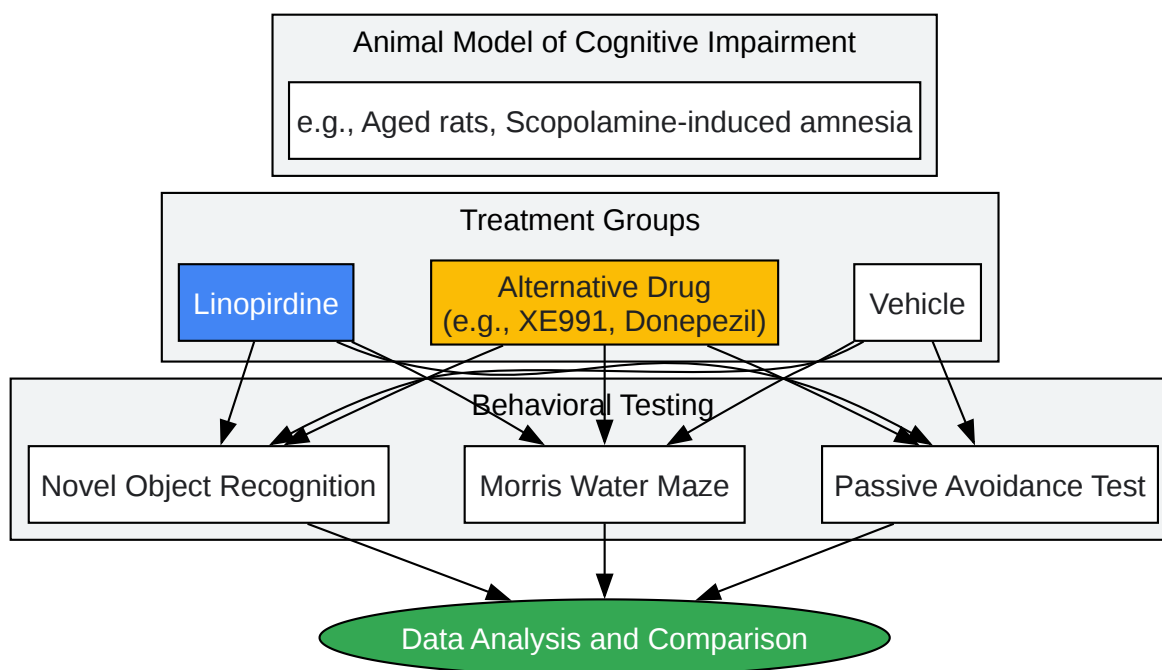 Animal Model of Cognitive Impairment
e.g., Aged rats, Scopolamine-induced amnesia
Treatment Groups
Linopirdine
Alternative Drug
(e.g., XE991, Donepezil)
Vehicle
Behavioral Testing
Novel Object Recognition
Morris Water Maze
Passive Avoidance Test
Data Analysis and Comparison